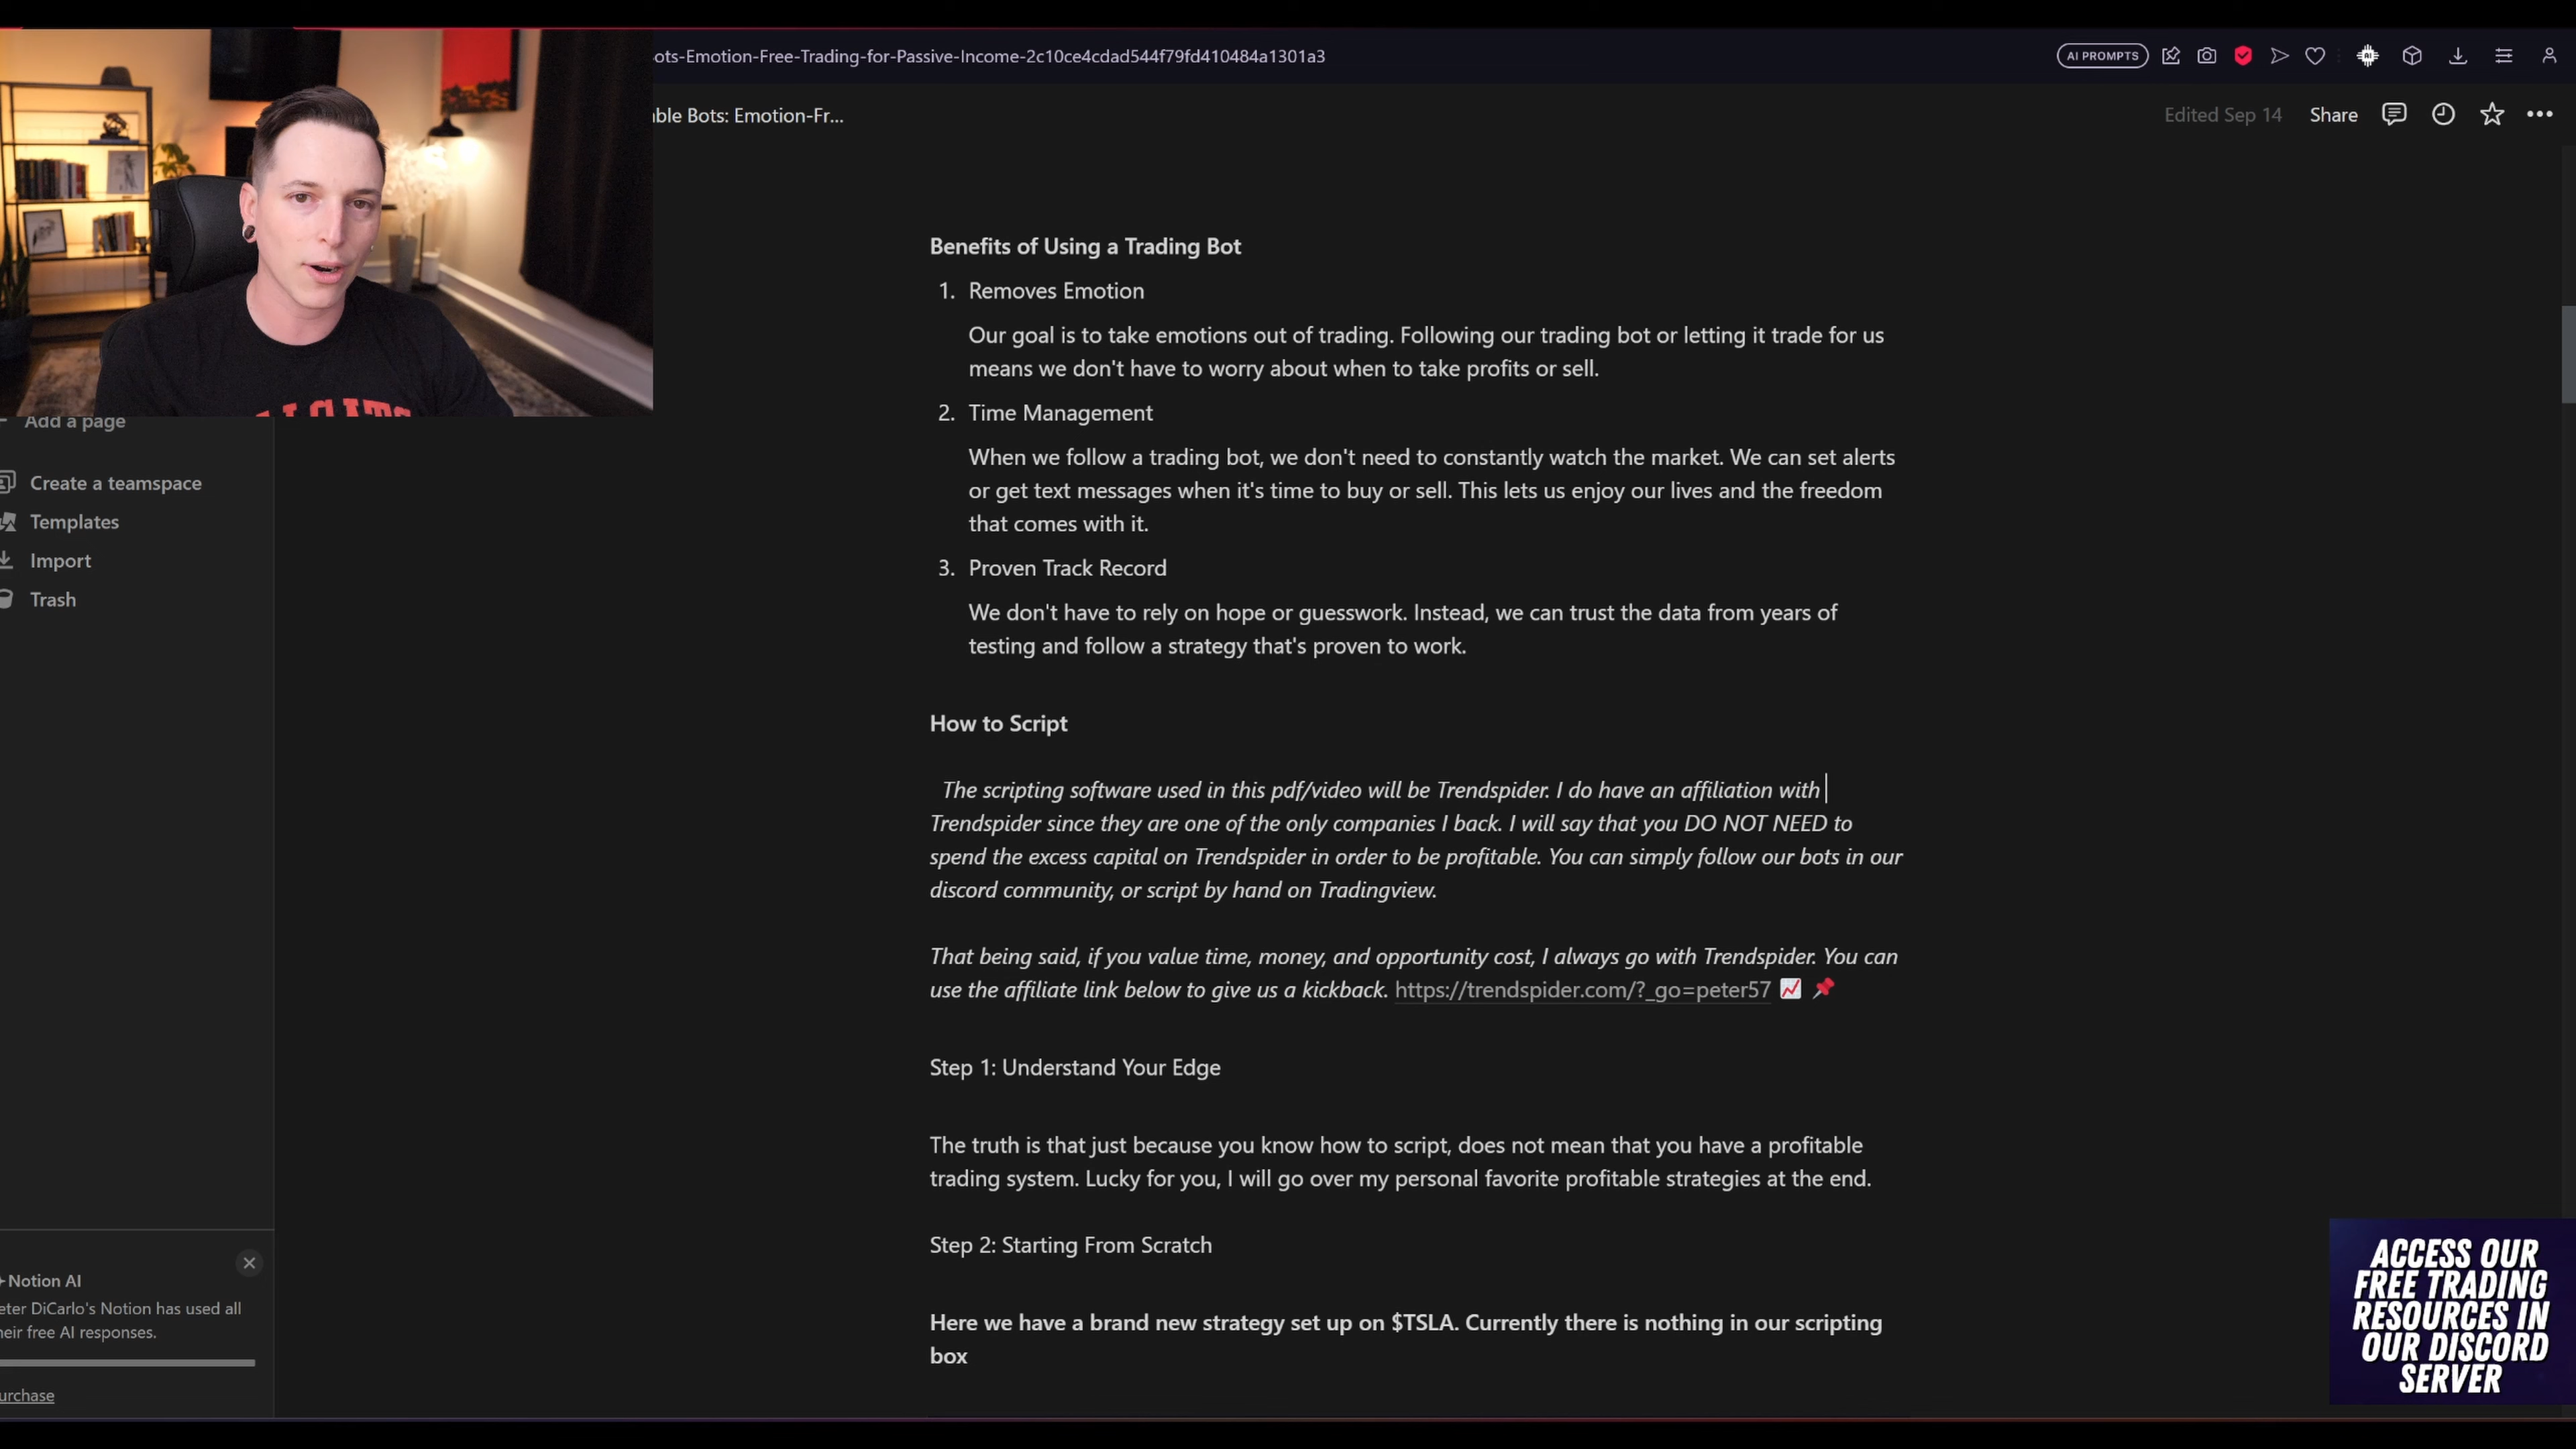 ots-Emotion-Free-Trading-for-Passive-Income-2c10ce4cdad544f79fd410484a1301a3
AI PROMPTS
ble Bots: Emotion-Fr...
Edited Sep 14
Share
Add a page
Create a teamspace
Templates
Import
Trash
Benefits of Using a Trading Bot
1. Removes Emotion
Our goal is to take emotions out of trading. Following our trading bot or letting it trade for us
means we don't have to worry about when to take profits or sell.
2. Time Management
When we follow a trading bot, we don't need to constantly watch the market. We can set alerts
or get text messages when it's time to buy or sell. This lets us enjoy our lives and the freedom
that comes with it.
3. Proven Track Record
We don't have to rely on hope or guesswork. Instead, we can trust the data from years of
testing and follow a strategy that's proven to work.
How to Script
The scripting software used in this pdf/video will be Trendspider. I do have an affiliation with
Trendspider since they are one of the only companies I back. I will say that you DO NOT NEED to
spend the excess capital on Trendspider in order to be profitable. You can simply follow our bots in our
discord community, or script by hand on Tradingview.
That being said, if you value time, money, and opportunity cost, I always go with Trendspider. You can
use the affiliate link below to give us a kickback. https://trendspider.com/?_go=peter57
Step 1: Understand Your Edge
The truth is that just because you know how to script, does not mean that you have a profitable
trading system. Lucky for you, I will go over my personal favorite profitable strategies at the end.
Step 2: Starting From Scratch
Here we have a brand new strategy set up on $TSLA. Currently there is nothing in our scripting
box
Notion AI
eter DiCarlo's Notion has used all
heir free AI responses.
urchase
ACCESS OUR
FREE TRADING
RESOURCES IN
OUR DISCORD
SERVER